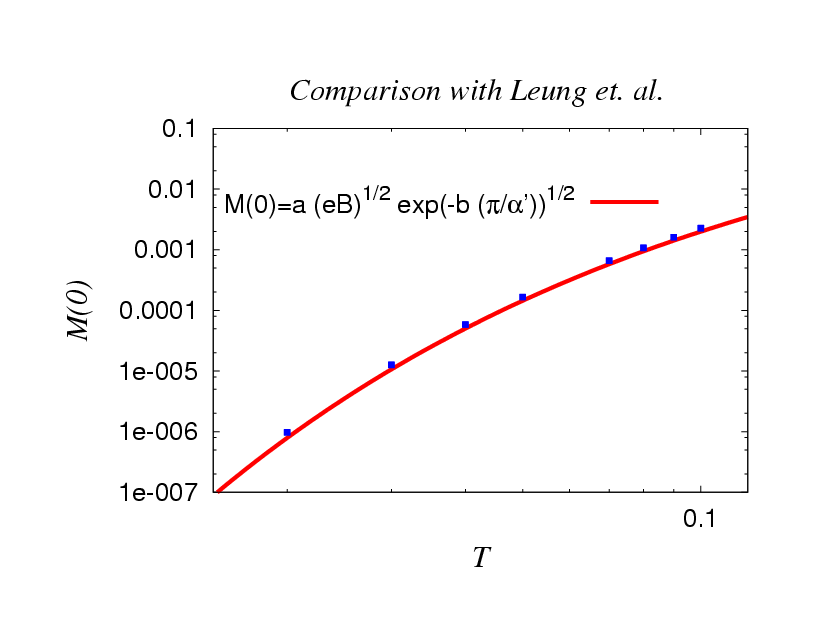 Comparison with Leung et. al.
0.1
0.01
M(0)=a (eB)^1/2 exp(-b (π/α'))^1/2
0.001
M(0)
0.0001
1e-005
1e-006
1e-007
0.1
T